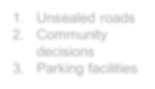 1. Unsealed roads
2. Community
decisions
3. Parking facilities